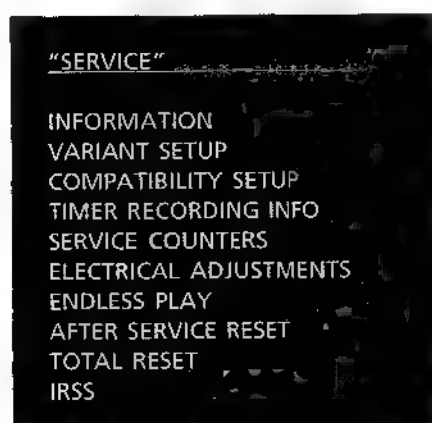 "SERVICE"
INFORMATION
VARIANT SETUP
COMPATIBILITY SETUP
TIMER RECORDING INFO
SERVICE COUNTERS
ELECTRICAL ADJUSTMENTS
ENDLESS PLAY
AFTER SERVICE RESET
TOTAL RESET
IRSS